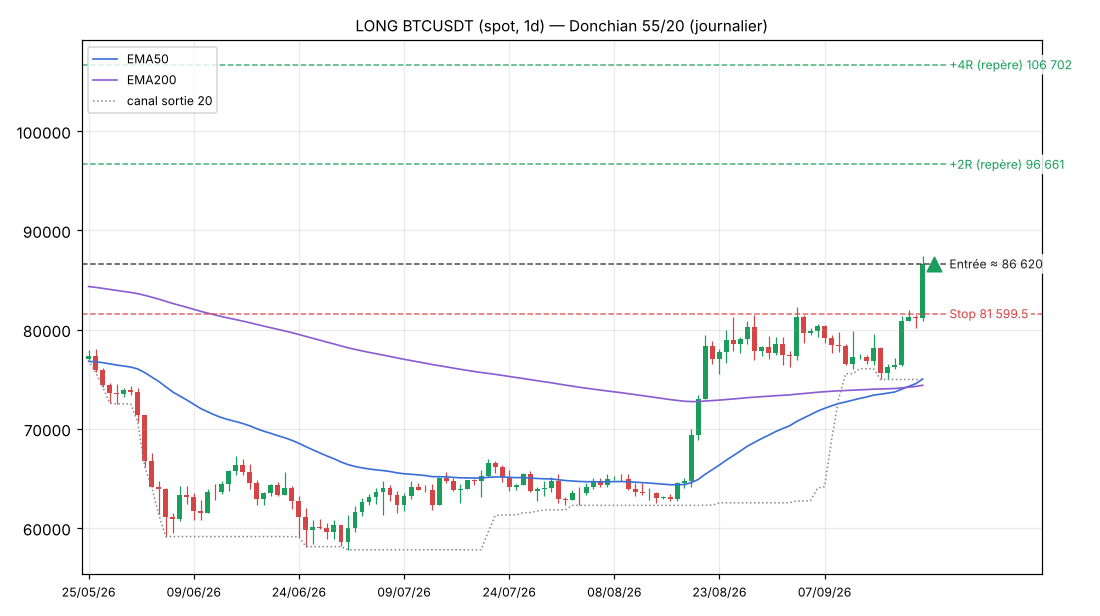 LONG BTCUSDT (spot, 1d) — Donchian 55/20 (journalier)
EMA50
EMA200
canal sortie 20
+4R (repère) 106 702
+2R (repère) 96 661
Entrée ≈ 86 620
Stop 81 599.5
100000
90000
80000
70000
60000
25/05/26
09/06/26
24/06/26
09/07/26
24/07/26
08/08/26
23/08/26
07/09/26